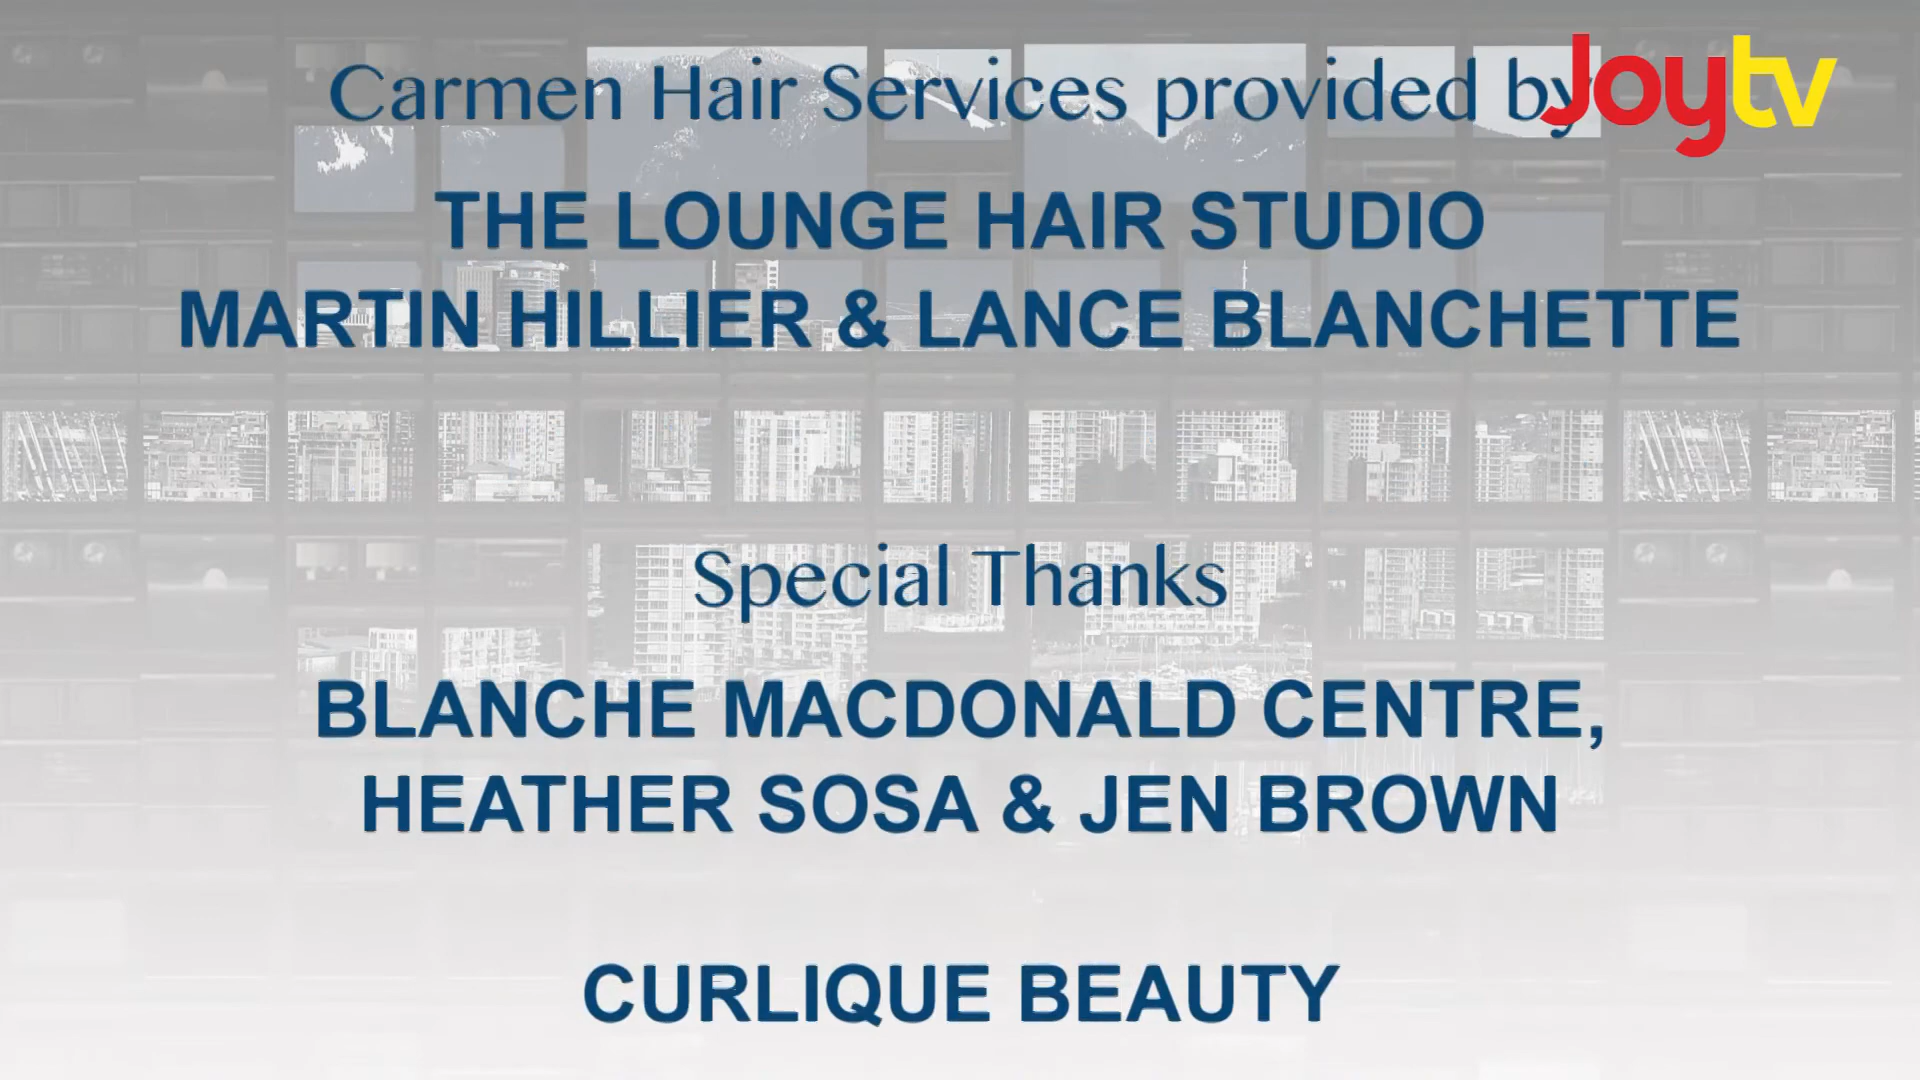 Carmen Hair Services provided by
Joytv
THE LOUNGE HAIR STUDIO
MARTIN HILLIER & LANCE BLANCHETTE
Special Thanks
BLANCHE MACDONALD CENTRE,
HEATHER SOSA & JEN BROWN
CURLIQUE BEAUTY